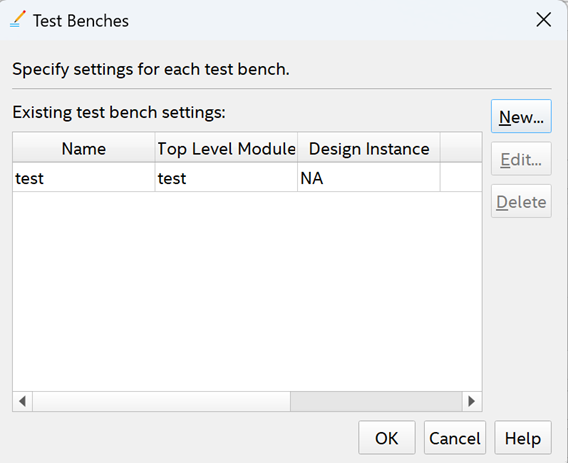 Test Benches
Specify settings for each test bench.
Existing test bench settings:
New...
Name Top Level Module Design Instance
Edit...
test test NA
Delete
OK Cancel Help